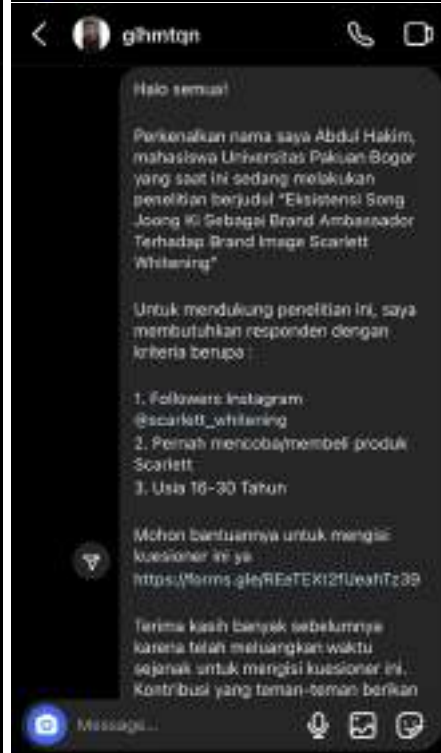 glhmtqn
Halo semua!
Perkenalkan nama saya Abdul Hakim,
mahasiswa Universitas Pakuan Bogor
yang saat ini sedang melakukan
penelitian berjudul "Eksistensi Song
Joong Ki Sebagai Brand Ambassador
Terhadap Brand Image Scarlett
Whitening"
Untuk mendukung penelitian ini, saya
membutuhkan responden dengan
kriteria berupa :
1. Followers Instagram
@scarlett_whitening
2. Pernah mencoba/membeli produk
Scarlett
3. Usia 16-30 Tahun
Mohon bantuannya untuk mengisi
kuesioner ini ya
Terima kasih banyak sebelumnya
karena telah meluangkan waktu
sejenak untuk mengisi kuesioner ini.
Kontribusi yang teman-teman berikan
Message...